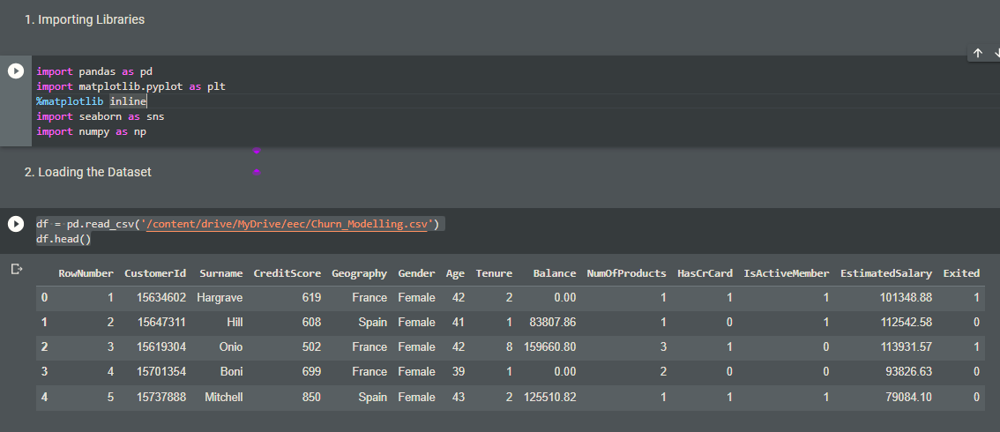 1. Importing Libraries
import pandas as pd
import matplotlib.pyplot as plt
%matplotlib inline
import seaborn as sns
import numpy as np
2. Loading the Dataset
df = pd.read_csv('/content/drive/MyDrive/eec/Churn_Modelling.csv')
df.head()
RowNumber CustomerId Surname CreditScore Geography Gender Age Tenure Balance NumOfProducts HasCrCard IsActiveMember EstimatedSalary Exited
0 1 15634602 Hargrave 619 France Female 42 2 0.00 1 1 1 101348.88 1
1 2 15647311 Hill 608 Spain Female 41 1 83807.86 1 0 1 112542.58 0
2 3 15619304 Onio 502 France Female 42 8 159660.80 3 1 0 113931.57 1
3 4 15701354 Boni 699 France Female 39 1 0.00 2 0 0 93826.63 0
4 5 15737888 Mitchell 850 Spain Female 43 2 125510.82 1 1 1 79084.10 0